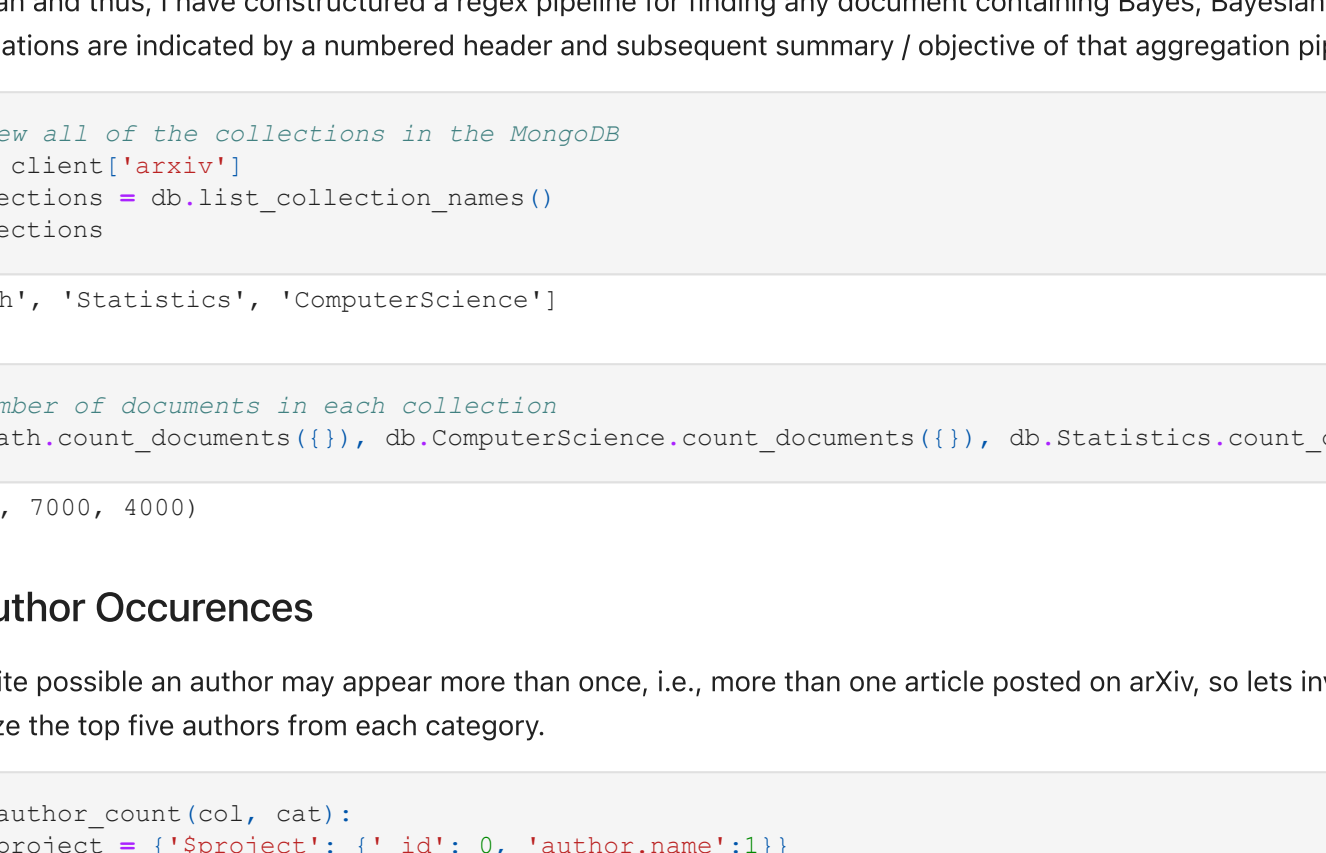 and thus, I have constructured a regex pipeline for finding any document containing Bayes, Bayesian
ations are indicated by a numbered header and subsequent summary / objective of that aggregation pip
ew all of the collections in the MongoDB
client['arxiv']
ections = db.list_collection_names()
ections
h', 'Statistics', 'ComputerScience']
mber of documents in each collection
ath.count_documents({}), db.ComputerScience.count_documents({}), db.Statistics.count_
, 7000, 4000)
uthor Occurences
ite possible an author may appear more than once, i.e., more than one article posted on arXiv, so lets inv
ze the top five authors from each category.
author_count(col, cat):
project = {'$project': {'_id': 0, 'author.name':1}}